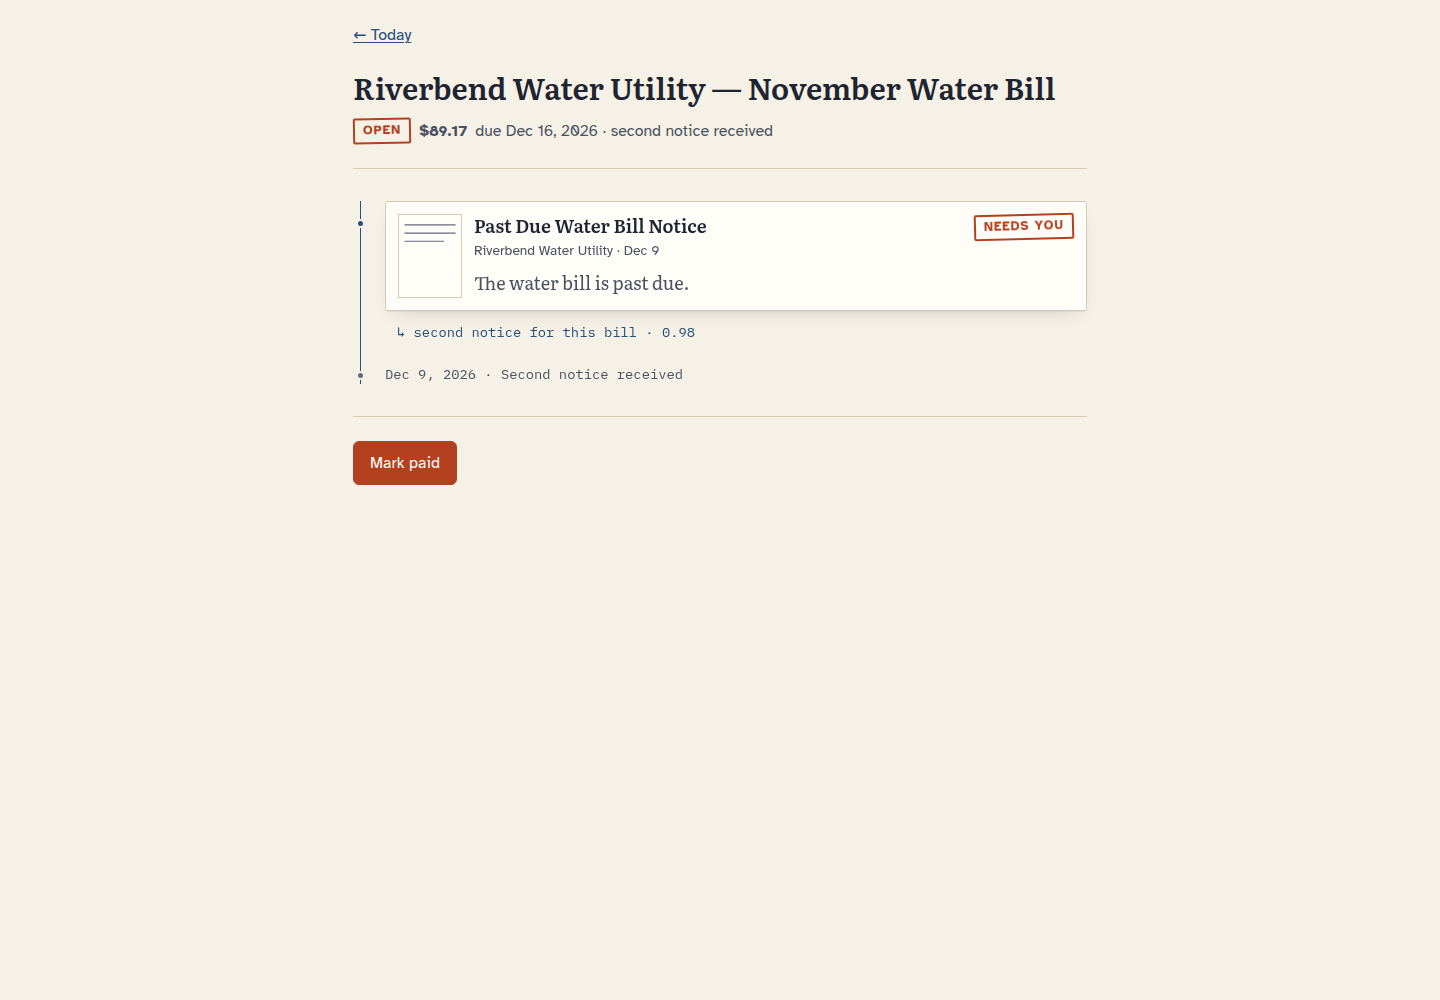 ← Today
Riverbend Water Utility — November Water Bill
OPEN $89.17 due Dec 16, 2026 · second notice received
Past Due Water Bill Notice
NEEDS YOU
Riverbend Water Utility · Dec 9
The water bill is past due.
↳ second notice for this bill · 0.98
Dec 9, 2026 · Second notice received
Mark paid